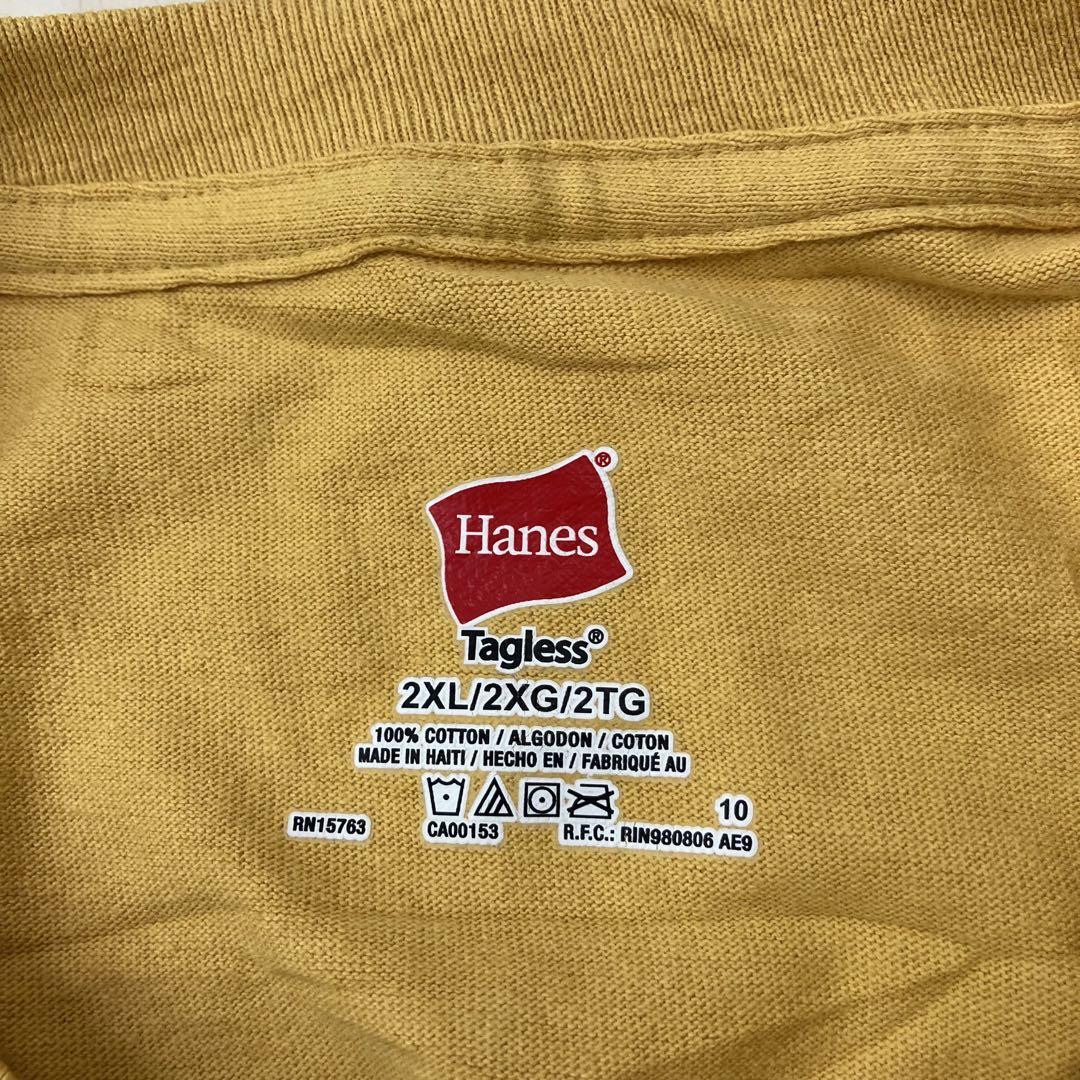 Hanes®
Tagless®
2XL/2XG/2TG
100% COTTON / ALGODON / COTON
MADE IN HAITI / HECHO EN / FABRIQUÉ AU
10
RN15763 CA00153 R.F.C.: RIN980806 AE9